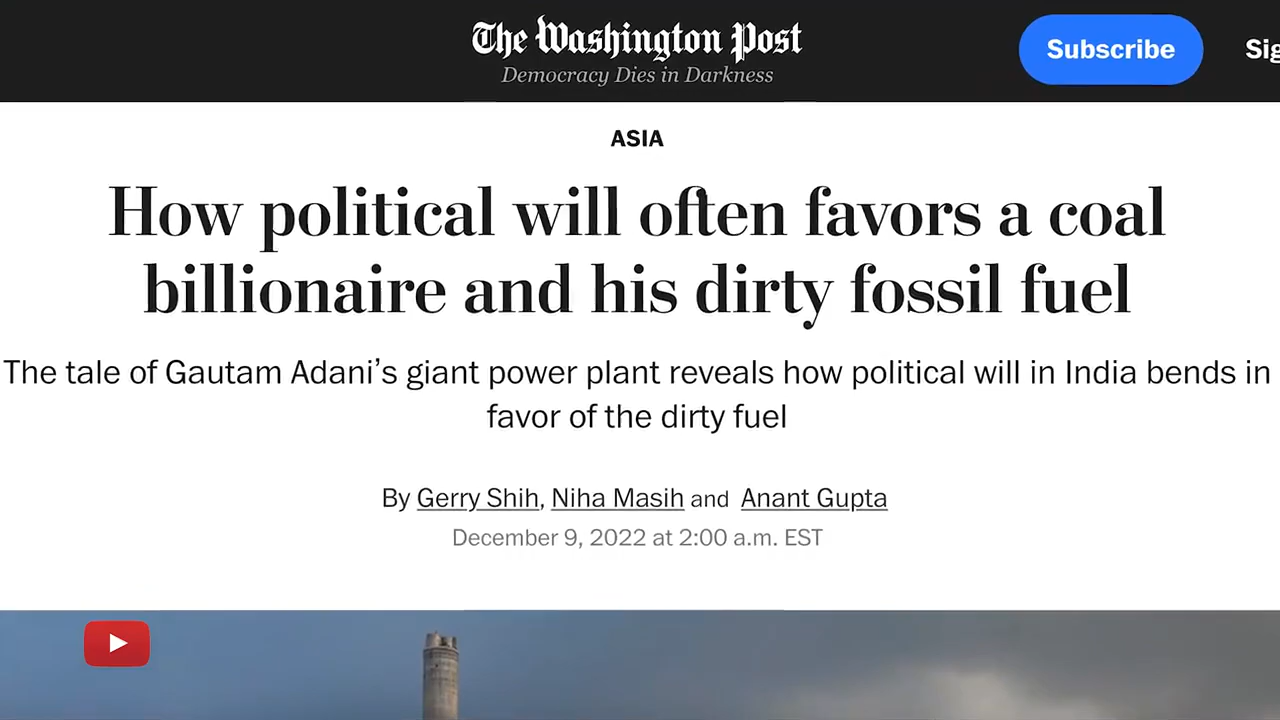 The Washington Post
Democracy Dies in Darkness
Subscribe
Sig
ASIA
How political will often favors a coal
billionaire and his dirty fossil fuel
The tale of Gautam Adani’s giant power plant reveals how political will in India bends in
favor of the dirty fuel
By Gerry Shih, Niha Masih and Anant Gupta
December 9, 2022 at 2:00 a.m. EST